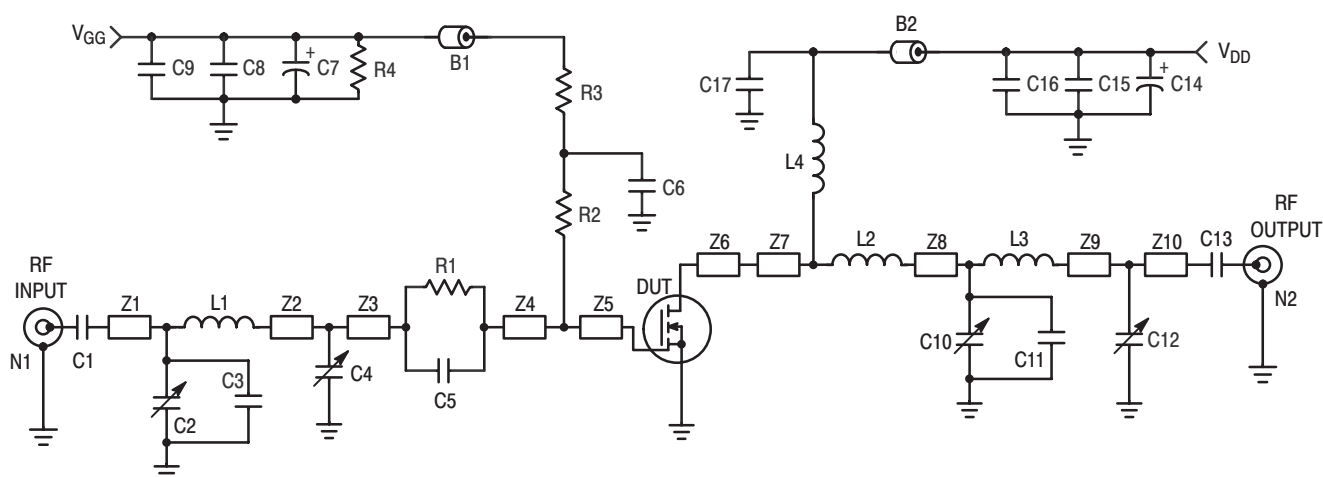 VGG
C9
C8
+
C7
R4
B1
R3
C6
R2
B2
C17
L4
C16
C15
+
C14
VDD
RF
INPUT
N1
C1
Z1
L1
Z2
Z3
R1
C5
Z4
Z5
C2
C3
C4
DUT
Z6
Z7
L2
Z8
L3
Z9
Z10
C13
RF
OUTPUT
N2
C10
C11
C12